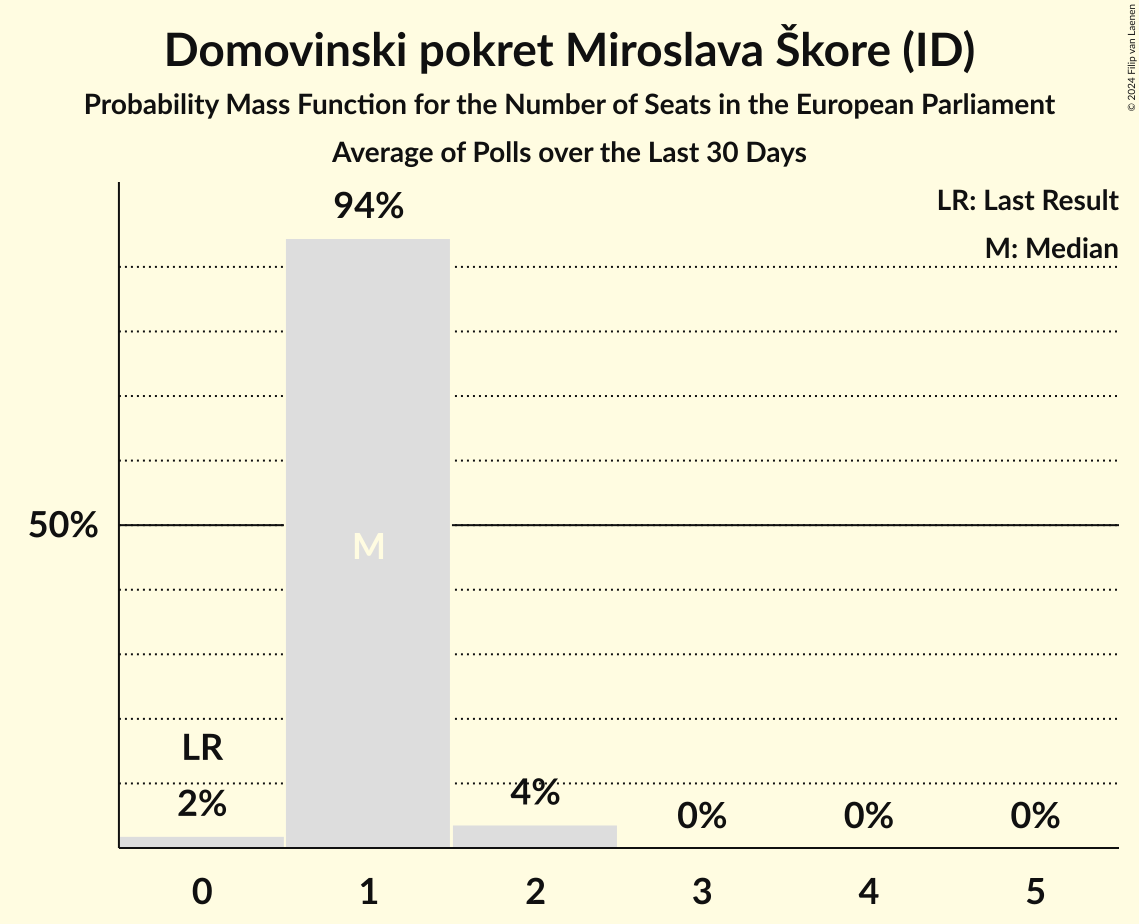 Domovinski pokret Miroslava Škore (ID)
Probability Mass Function for the Number of Seats in the European Parliament
Average of Polls over the Last 30 Days
© 2024 Filip van Laenen
LR: Last Result
M: Median
94%
50%
M
LR
2%
4%
0%
0%
0%
0
1
2
3
4
5